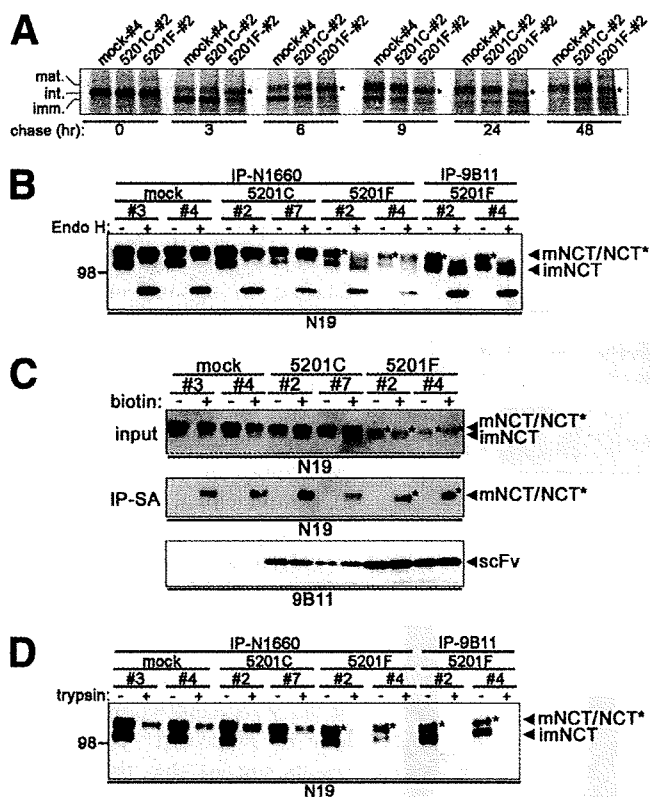 A
mock-#4 5201C-#2 5201F-#2 mock-#4 5201C-#2 5201F-#2 mock-#4 5201C-#2 5201F-#2 mock-#4 5201C-#2 5201F-#2 mock-#4 5201C-#2 5201F-#2 mock-#4 5201C-#2 5201F-#2
mat.
int.
imm.
* * * * *
chase (hr): 0 3 6 9 24 48
B
IP-N1660 IP-9B11
mock 5201C 5201F 5201F
#3 #4 #2 #7 #2 #4 #2 #4
Endo H: - + - + - + - + - + - + - + - +
* * * * mNCT/NCT*
98 imNCT
N19
C
mock 5201C 5201F
#3 #4 #2 #7 #2 #4
biotin: - + - + - + - + - + - +
input * * * * mNCT/NCT*
imNCT
N19
IP-SA * * mNCT/NCT*
N19
scFv
9B11
D
IP-N1660 IP-9B11
mock 5201C 5201F 5201F
#3 #4 #2 #7 #2 #4 #2 #4
trypsin: - + - + - + - + - + - + - + - +
* * * * mNCT/NCT*
98 imNCT
N19